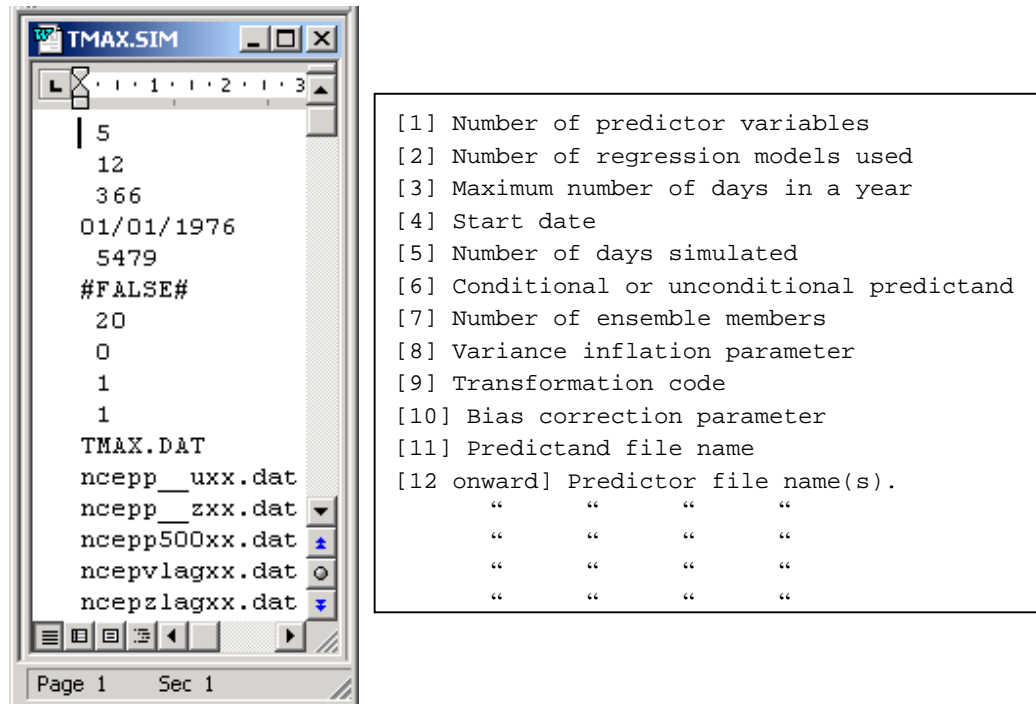 TMAX.SIM
L 1 2 3
5
12
366
01/01/1976
5479
#FALSE#
20
0
1
1
TMAX.DAT
ncepp__uxx.dat
ncepp__zxx.dat
ncepp500xx.dat
ncepvlagxx.dat
ncepzlagxx.dat
Page 1 Sec 1
[1] Number of predictor variables
[2] Number of regression models used
[3] Maximum number of days in a year
[4] Start date
[5] Number of days simulated
[6] Conditional or unconditional predictand
[7] Number of ensemble members
[8] Variance inflation parameter
[9] Transformation code
[10] Bias correction parameter
[11] Predictand file name
[12 onward] Predictor file name(s).
“ “ “ “
“ “ “ “
“ “ “ “
“ “ “ “